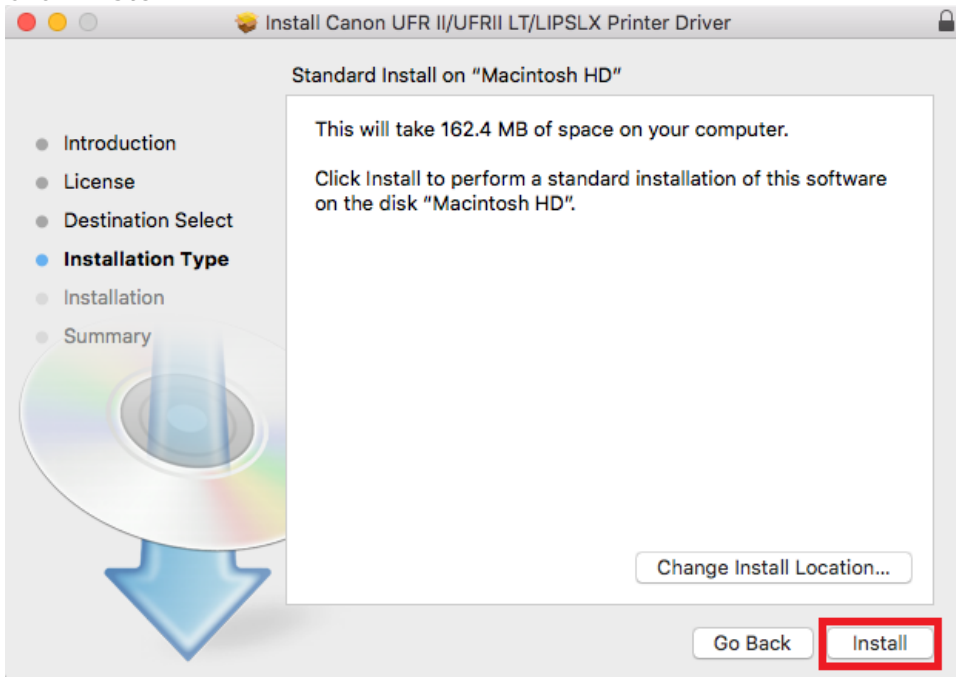 Install Canon UFR II/UFRII LT/LIPSLX Printer Driver
Standard Install on “Macintosh HD”
Introduction
License
Destination Select
Installation Type
Installation
Summary
This will take 162.4 MB of space on your computer.
Click Install to perform a standard installation of this software
on the disk “Macintosh HD”.
Change Install Location...
Go Back
Install